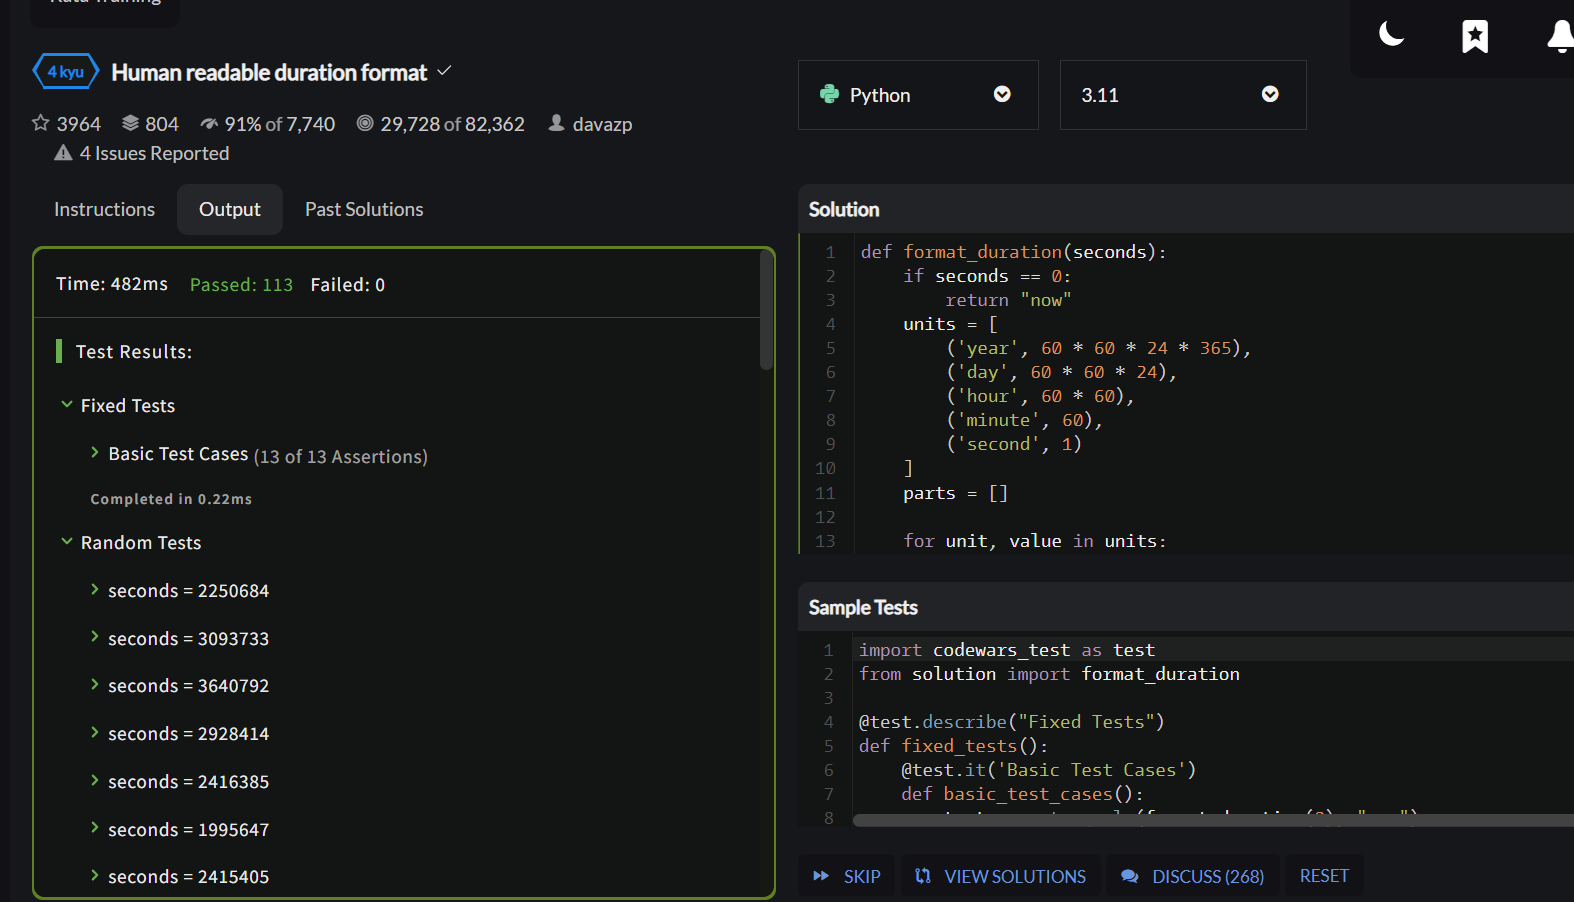 Kata Training
4 kyu Human readable duration format
3964 804 91% of 7,740 29,728 of 82,362 davazp
4 Issues Reported
Instructions Output Past Solutions
Time: 482ms Passed: 113 Failed: 0
Test Results:
Fixed Tests
Basic Test Cases (13 of 13 Assertions)
Completed in 0.22ms
Random Tests
seconds = 2250684
seconds = 3093733
seconds = 3640792
seconds = 2928414
seconds = 2416385
seconds = 1995647
seconds = 2415405
Python 3.11
Solution
1 def format_duration(seconds):
2 if seconds == 0:
3 return "now"
4 units = [
5 ('year', 60 * 60 * 24 * 365),
6 ('day', 60 * 60 * 24),
7 ('hour', 60 * 60),
8 ('minute', 60),
9 ('second', 1)
10 ]
11 parts = []
12
13 for unit, value in units:
Sample Tests
1 import codewars_test as test
2 from solution import format_duration
3
4 @test.describe("Fixed Tests")
5 def fixed_tests():
6 @test.it('Basic Test Cases')
7 def basic_test_cases():
8
SKIP VIEW SOLUTIONS DISCUSS (268) RESET